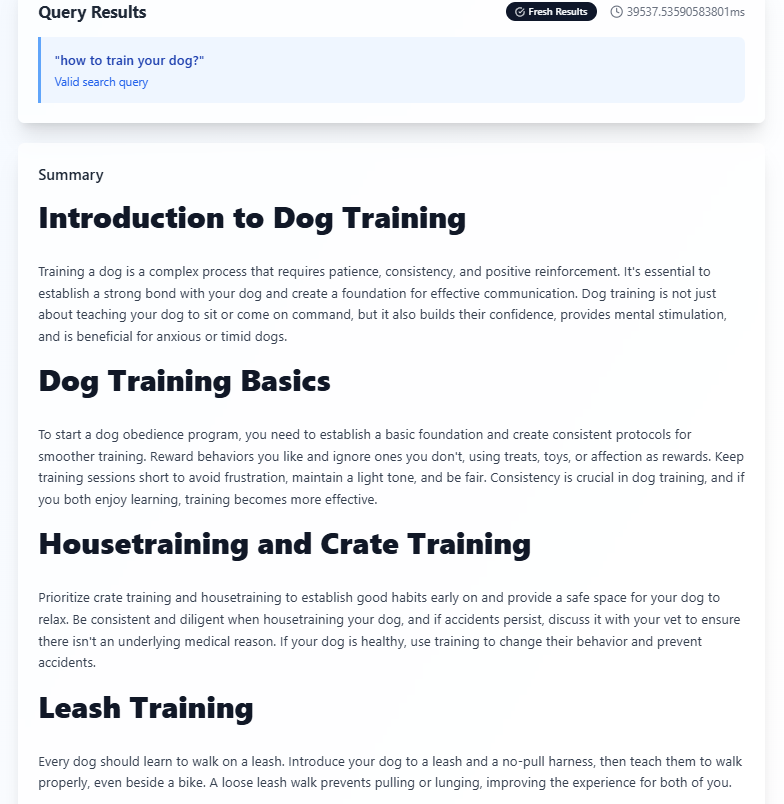 Query Results
Fresh Results
39537.53590583801ms
"how to train your dog?"
Valid search query
Summary
Introduction to Dog Training
Training a dog is a complex process that requires patience, consistency, and positive reinforcement. It's essential to
establish a strong bond with your dog and create a foundation for effective communication. Dog training is not just
about teaching your dog to sit or come on command, but it also builds their confidence, provides mental stimulation,
and is beneficial for anxious or timid dogs.
Dog Training Basics
To start a dog obedience program, you need to establish a basic foundation and create consistent protocols for
smoother training. Reward behaviors you like and ignore ones you don't, using treats, toys, or affection as rewards. Keep
training sessions short to avoid frustration, maintain a light tone, and be fair. Consistency is crucial in dog training, and if
you both enjoy learning, training becomes more effective.
Housetraining and Crate Training
Prioritize crate training and housetraining to establish good habits early on and provide a safe space for your dog to
relax. Be consistent and diligent when housetraining your dog, and if accidents persist, discuss it with your vet to ensure
there isn't an underlying medical reason. If your dog is healthy, use training to change their behavior and prevent
accidents.
Leash Training
Every dog should learn to walk on a leash. Introduce your dog to a leash and a no-pull harness, then teach them to walk
properly, even beside a bike. A loose leash walk prevents pulling or lunging, improving the experience for both of you.